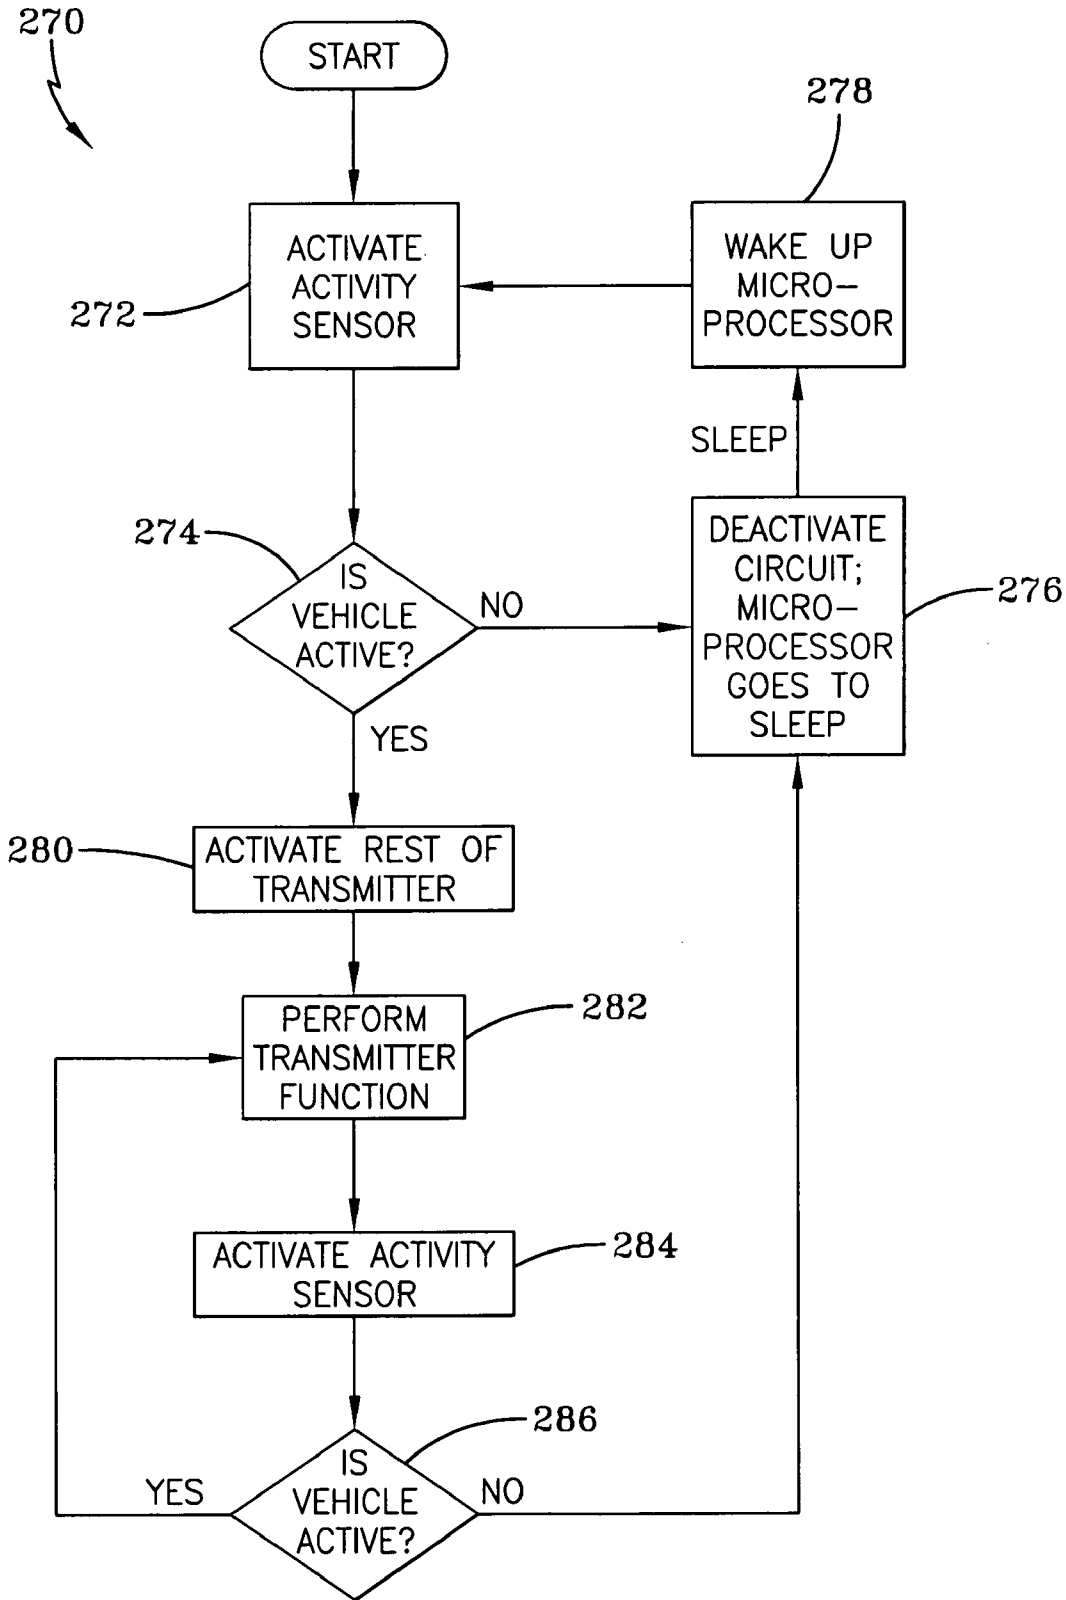 270
START
278
ACTIVATE
ACTIVITY
SENSOR
272
WAKE UP
MICRO-
PROCESSOR
SLEEP
274
IS
VEHICLE
ACTIVE?
NO
YES
DEACTIVATE
CIRCUIT;
MICRO-
PROCESSOR
GOES TO
SLEEP
276
280
ACTIVATE REST OF
TRANSMITTER
PERFORM
TRANSMITTER
FUNCTION
282
ACTIVATE ACTIVITY
SENSOR
284
286
IS
VEHICLE
ACTIVE?
YES
NO